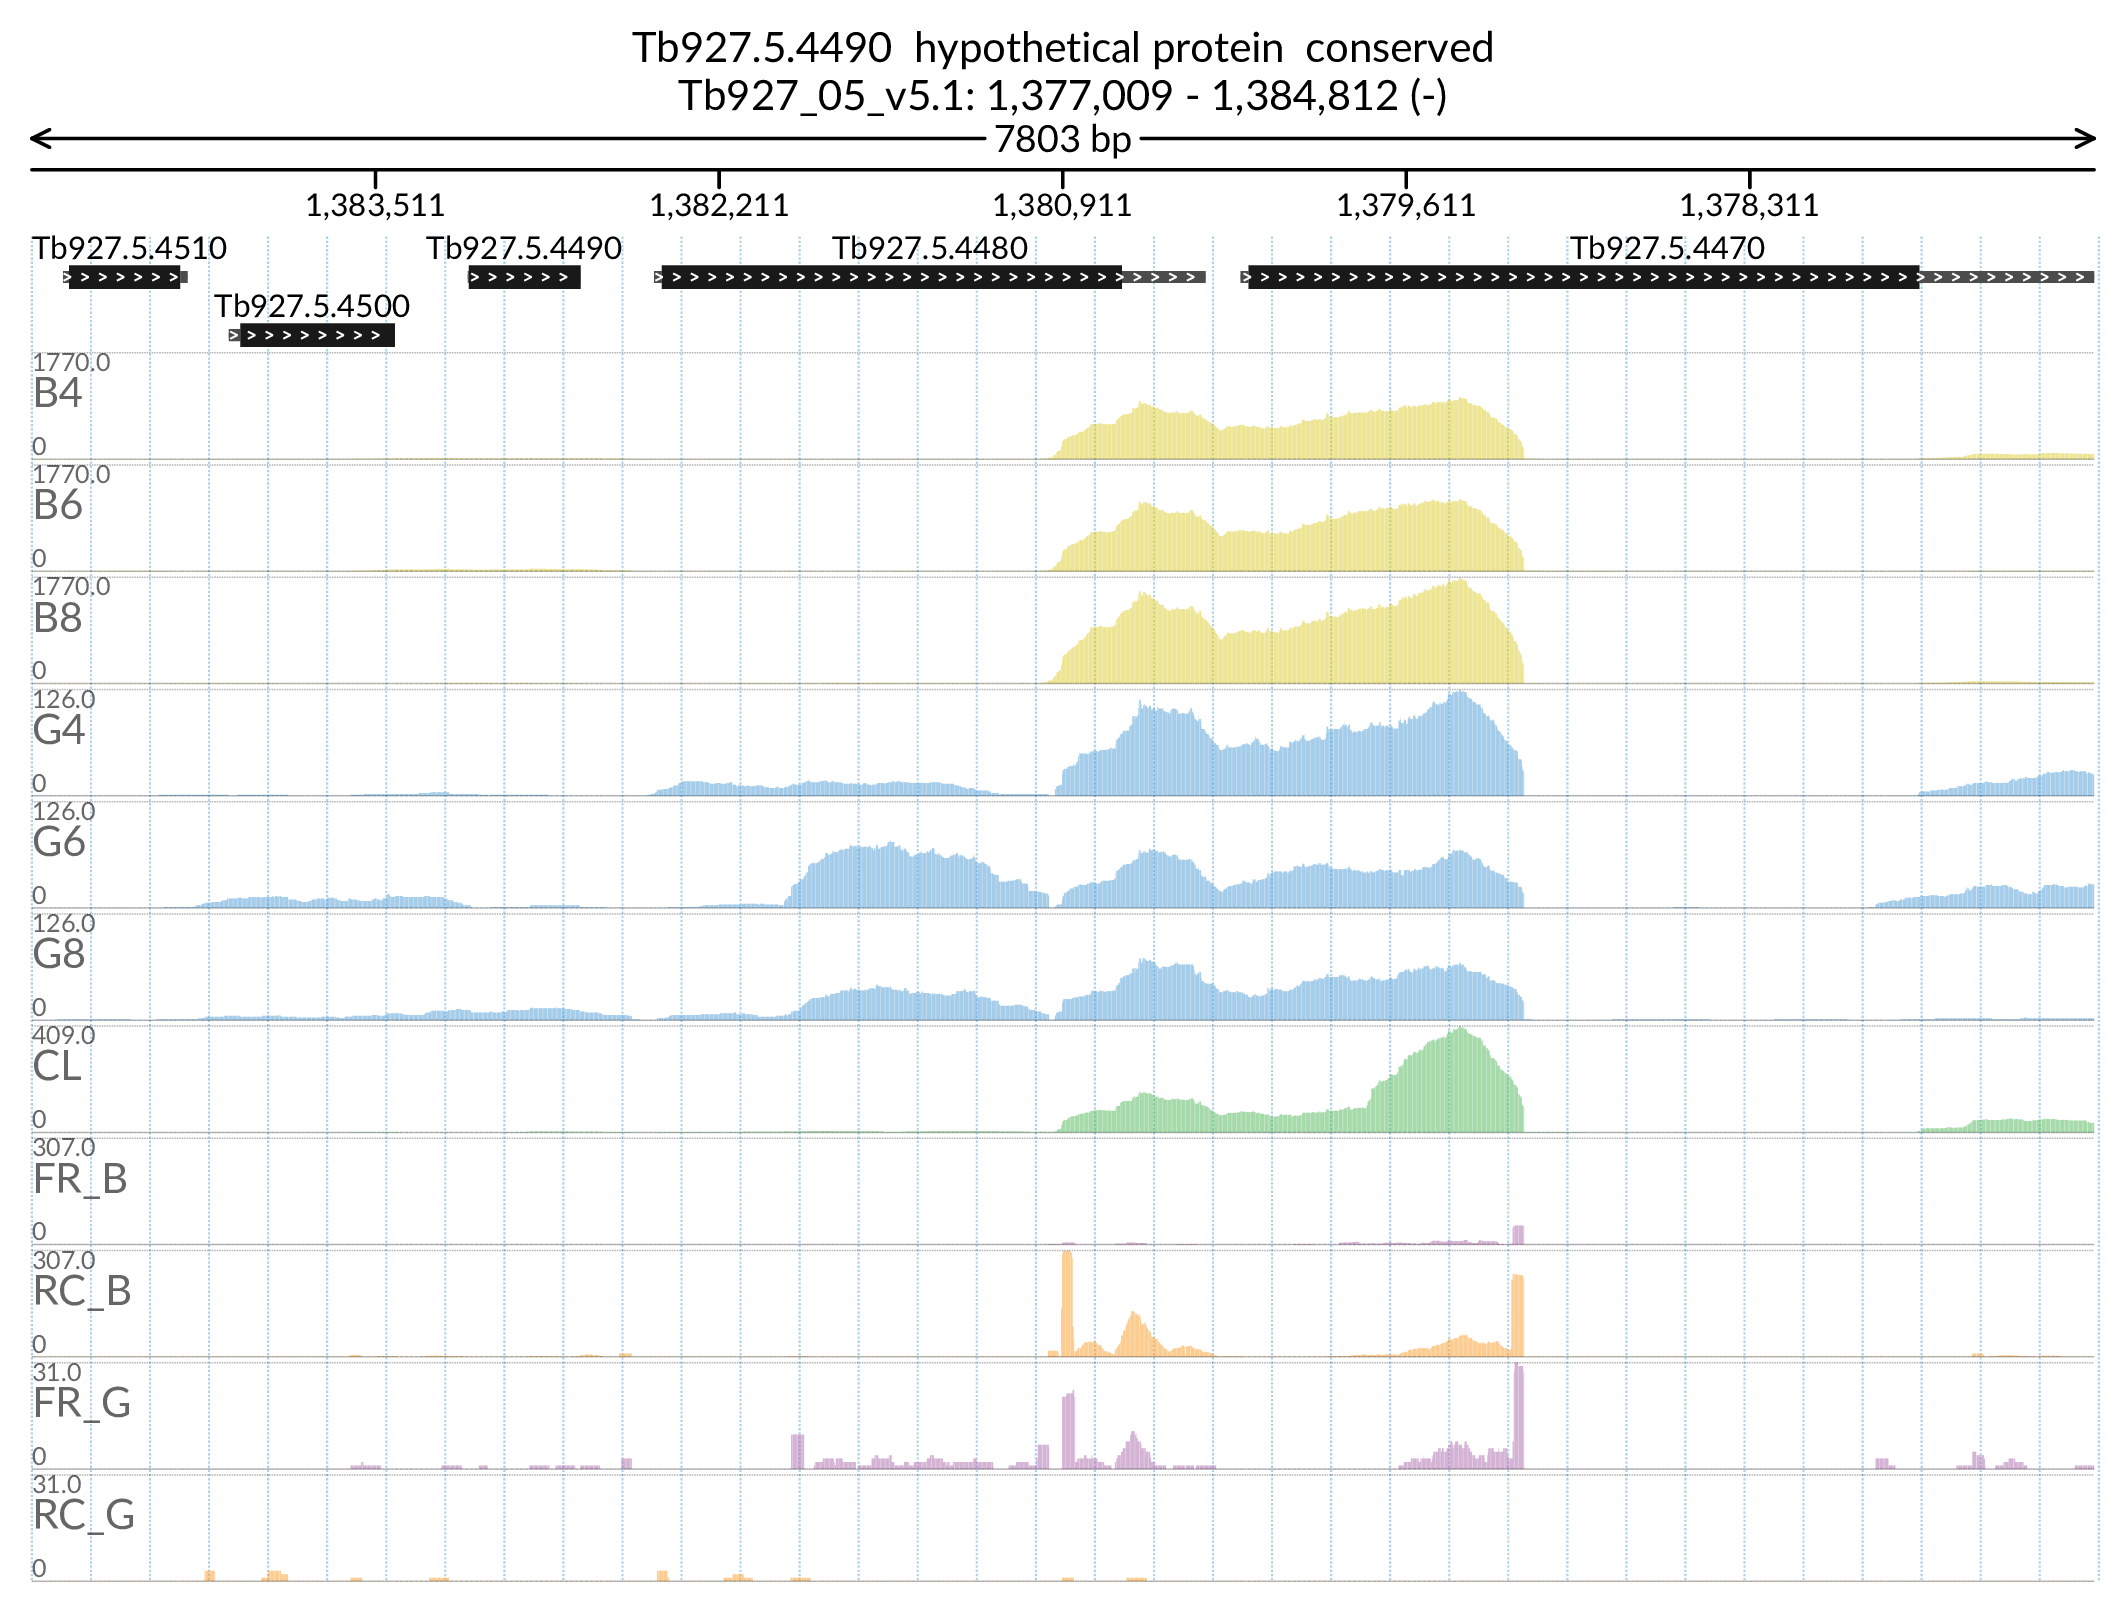 Tb927.5.4490 hypothetical protein conserved
Tb927_05_v5.1: 1,377,009 - 1,384,812 (-)
7803 bp
1,383,511 1,382,211 1,380,911 1,379,611 1,378,311
Tb927.5.4510 Tb927.5.4490 Tb927.5.4480 Tb927.5.4470
Tb927.5.4500
1770.0
B4
0
1770.0
B6
0
1770.0
B8
0
126.0
G4
0
126.0
G6
0
126.0
G8
0
409.0
CL
0
307.0
FR_B
0
307.0
RC_B
0
31.0
FR_G
0
31.0
RC_G
0